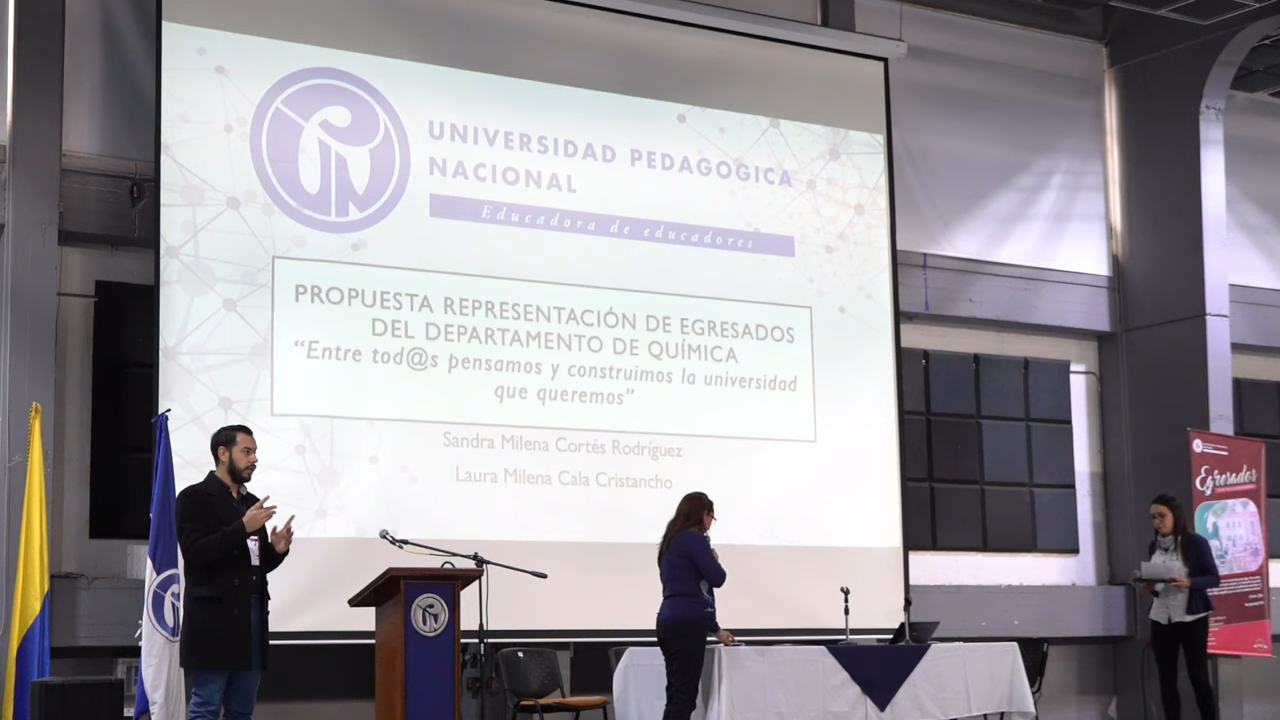 UNIVERSIDAD PEDAGOGICA
NACIONAL
Educadora de educadores
PROPUESTA REPRESENTACIÓN DE EGRESADOS
DEL DEPARTAMENTO DE QUÍMICA
“Entre tod@s pensamos y construimos la universidad
que queremos”
Sandra Milena Cortés Rodríguez
Laura Milena Cala Cristancho
Egresador